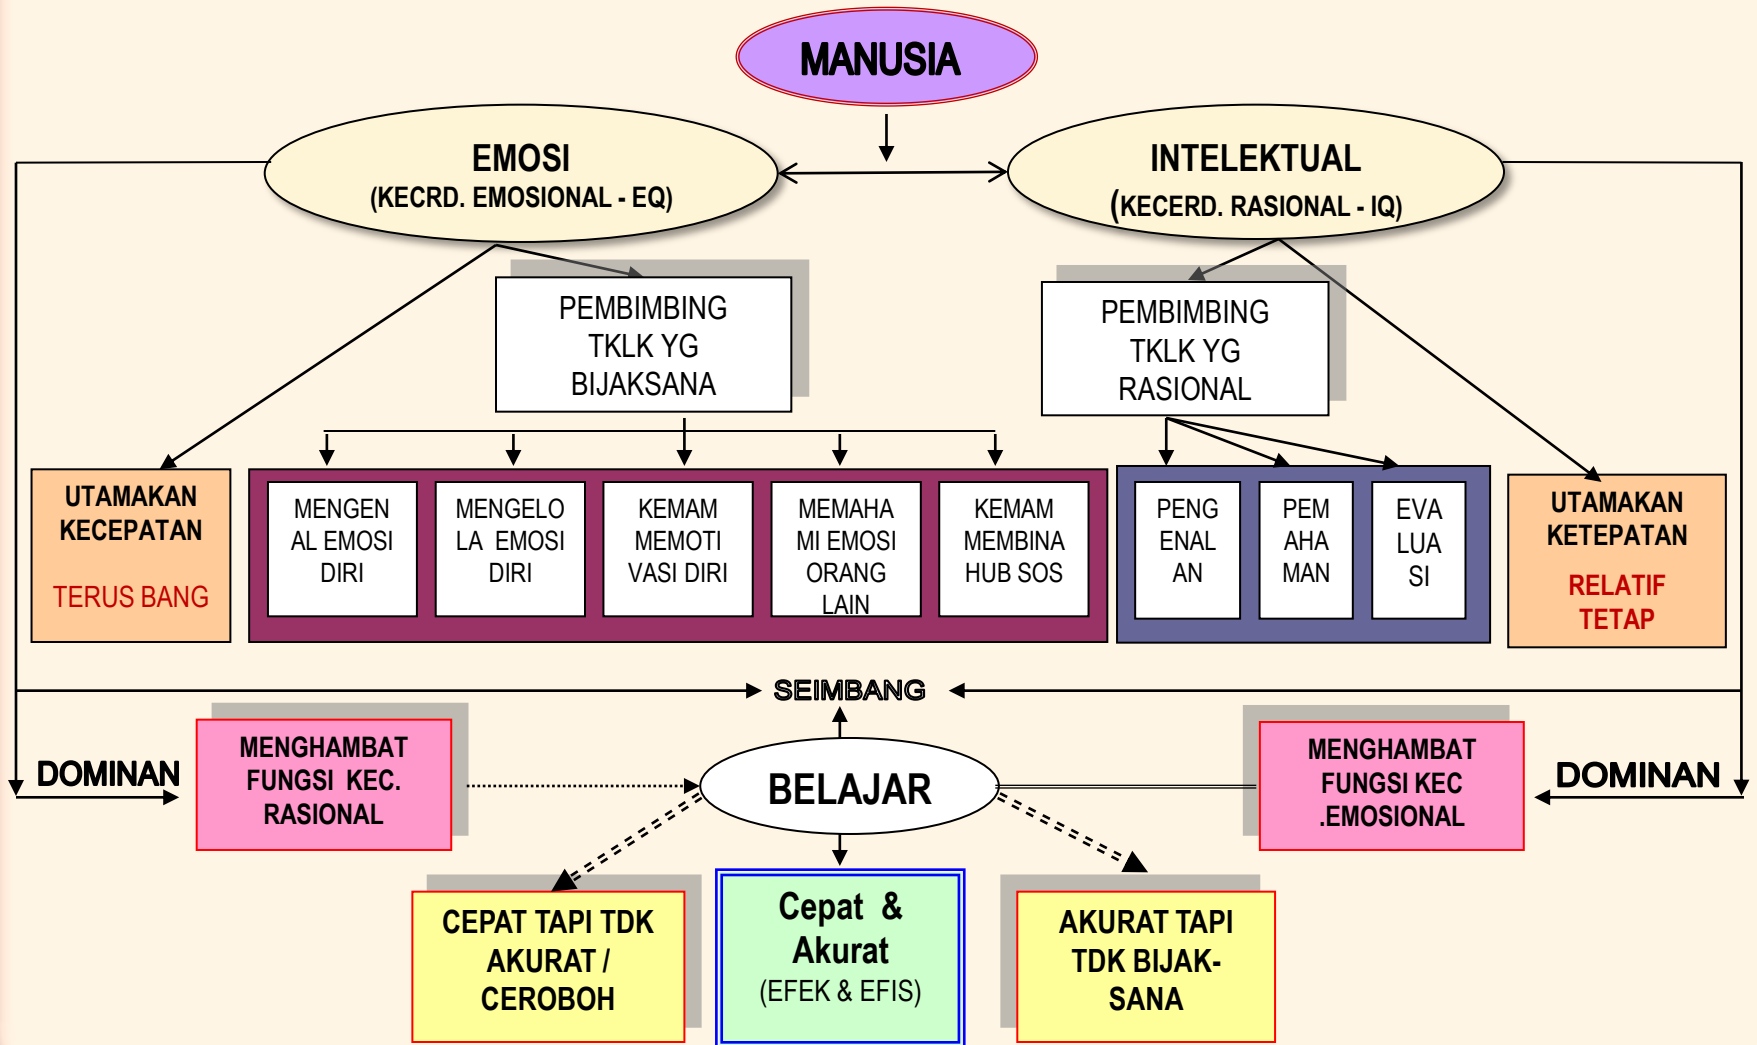 MANUSIA
EMOSI
(KECRD. EMOSIONAL - EQ)
INTELEKTUAL
(KECERD. RASIONAL - IQ)
PEMBIMBING
TKLK YG
BIJAKSANA
PEMBIMBING
TKLK YG
RASIONAL
UTAMAKAN
KECEPATAN
TERUS BANG
MENGEN
AL EMOSI
DIRI
MENGELO
LA EMOSI
DIRI
KEMAM
MEMOTI
VASI DIRI
MEMAHA
MI EMOSI
ORANG
LAIN
KEMAM
MEMBINA
HUB SOS
PENG
ENAL
AN
PEM
AHA
MAN
EVA
LUA
SI
UTAMAKAN
KETEPATAN
RELATIF
TETAP
SEIMBANG
DOMINAN
MENGHAMBAT
FUNGSI KEC.
RASIONAL
BELAJAR
MENGHAMBAT
FUNGSI KEC
.EMOSIONAL
DOMINAN
CEPAT TAPI TDK
AKURAT /
CEROBOH
Cepat &
Akurat
(EFEK & EFIS)
AKURAT TAPI
TDK BIJAK-
SANA